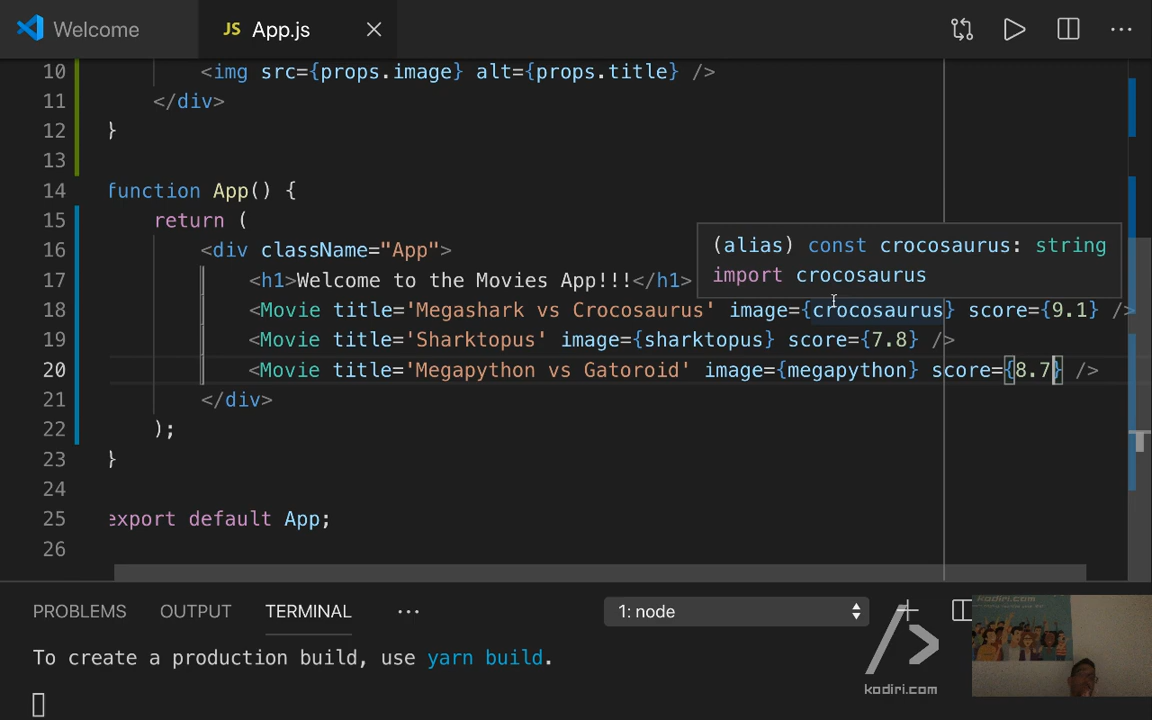 Welcome
JS App.js
10 <img src={props.image} alt={props.title} />
11 </div>
12 }
13
14 function App() {
15 return (
16 <div className="App">
(alias) const crocosaurus: string
import crocosaurus
17 <h1>Welcome to the Movies App!!!</h1>
18 <Movie title='Megashark vs Crocosaurus' image={crocosaurus} score={9.1} />
19 <Movie title='Sharktopus' image={sharktopus} score={7.8} />
20 <Movie title='Megapython vs Gatoroid' image={megapython} score={8.7} />
21 </div>
22 );
23 }
24
25 export default App;
26
PROBLEMS OUTPUT TERMINAL ... 1: node
To create a production build, use yarn build.
kodiri.com
kodiri.com